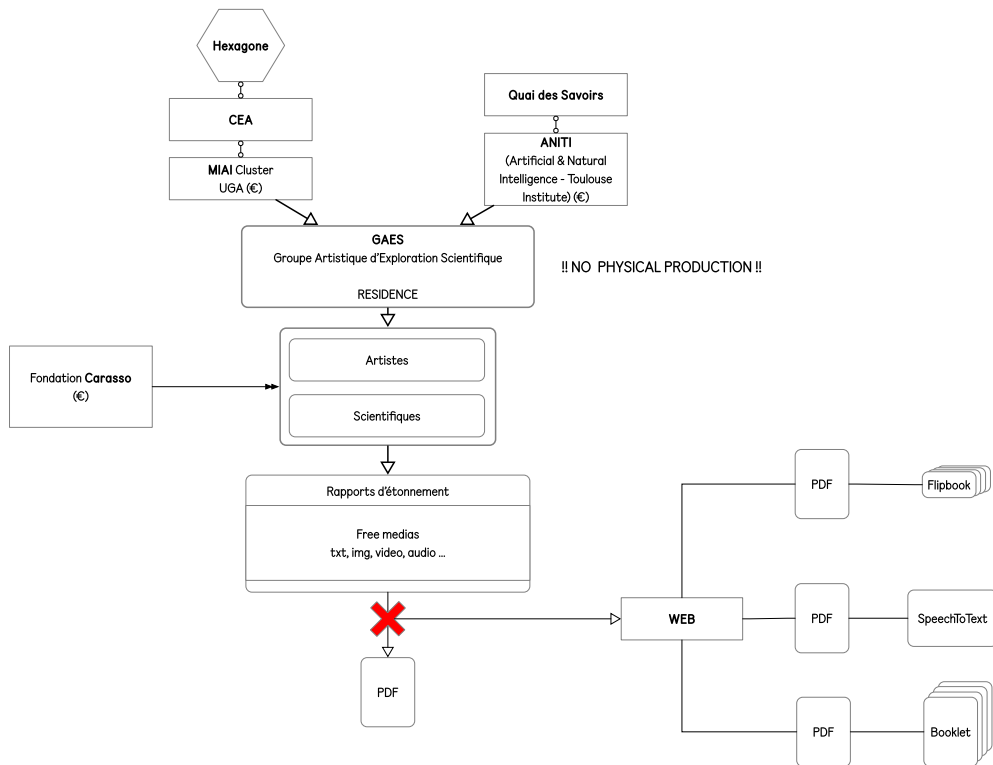 Hexagone
CEA
MIAI Cluster
UGA (€)
Quai des Savoirs
ANITI
(Artificial & Natural
Intelligence - Toulouse
Institute) (€)
GAES
Groupe Artistique d'Exploration Scientifique
RESIDENCE
!! NO PHYSICAL PRODUCTION !!
Artistes
Scientifiques
Fondation Carasso
(€)
Rapports d'étonnement
Free medias
txt, img, video, audio ...
PDF
WEB
PDF
Flipbook
PDF
SpeechToText
PDF
Booklet